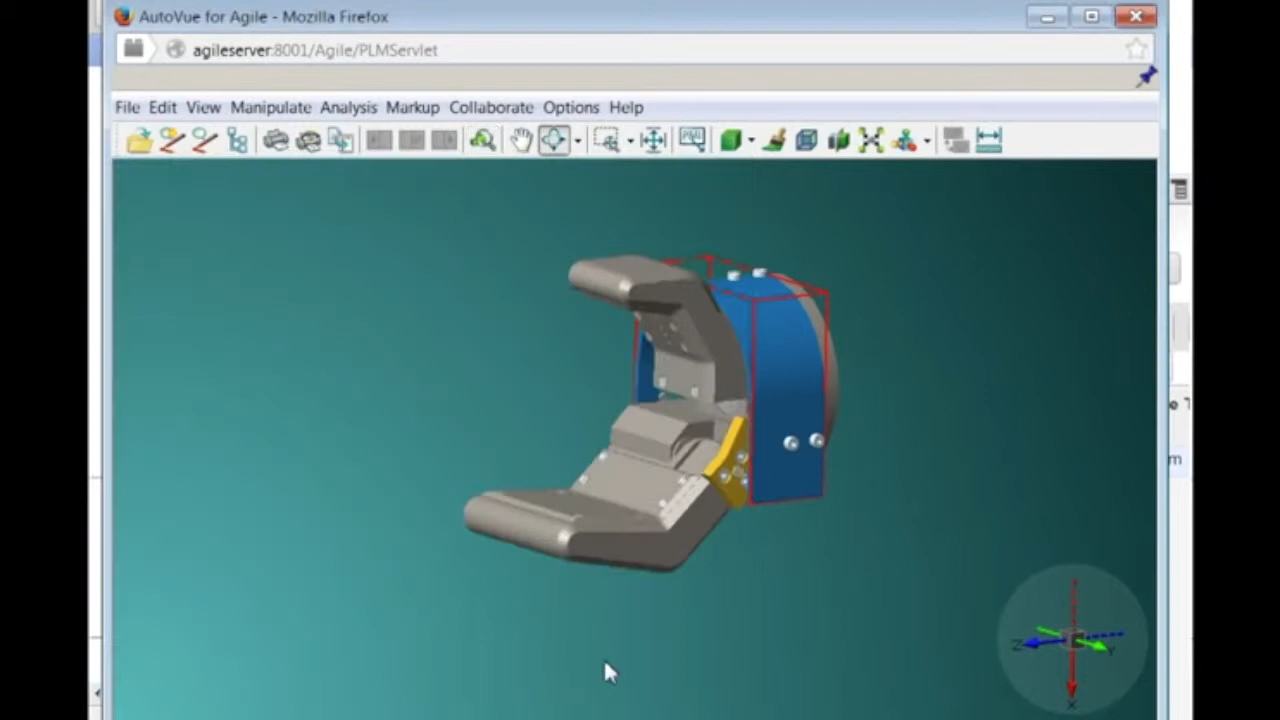 AutoVue for Agile - Mozilla Firefox
agileserver:8001/Agile/PLMServlet
File Edit View Manipulate Analysis Markup Collaborate Options Help
e T
m
Z
Y
X